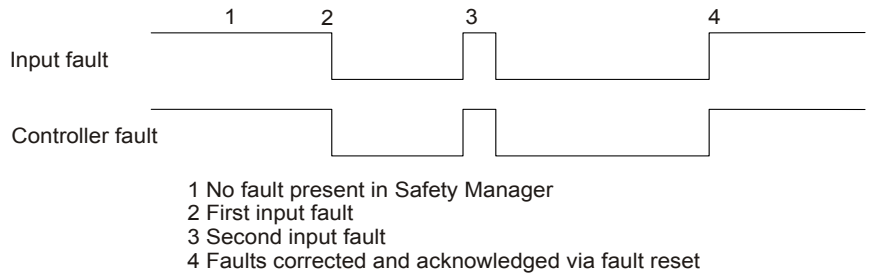 1 2 3 4
Input fault
Controller fault
1 No fault present in Safety Manager
2 First input fault
3 Second input fault
4 Faults corrected and acknowledged via fault reset